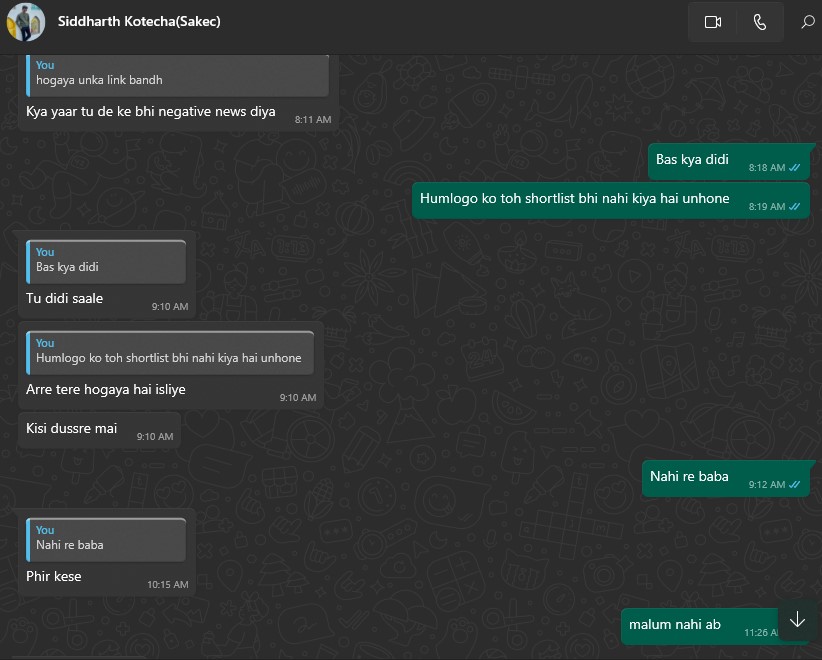 Siddharth Kotecha(Sakec)
You
hogaya unka link bandh
Kya yaar tu de ke bhi negative news diya
8:11 AM
Bas kya didi
8:18 AM
Humlogo ko toh shortlist bhi nahi kiya hai unhone
8:19 AM
You
Bas kya didi
Tu didi saale
9:10 AM
You
Humlogo ko toh shortlist bhi nahi kiya hai unhone
Arre tere hogaya hai isliye
9:10 AM
Kisi dussre mai
9:10 AM
Nahi re baba
9:12 AM
You
Nahi re baba
Phir kese
10:15 AM
malum nahi ab
11:26 A